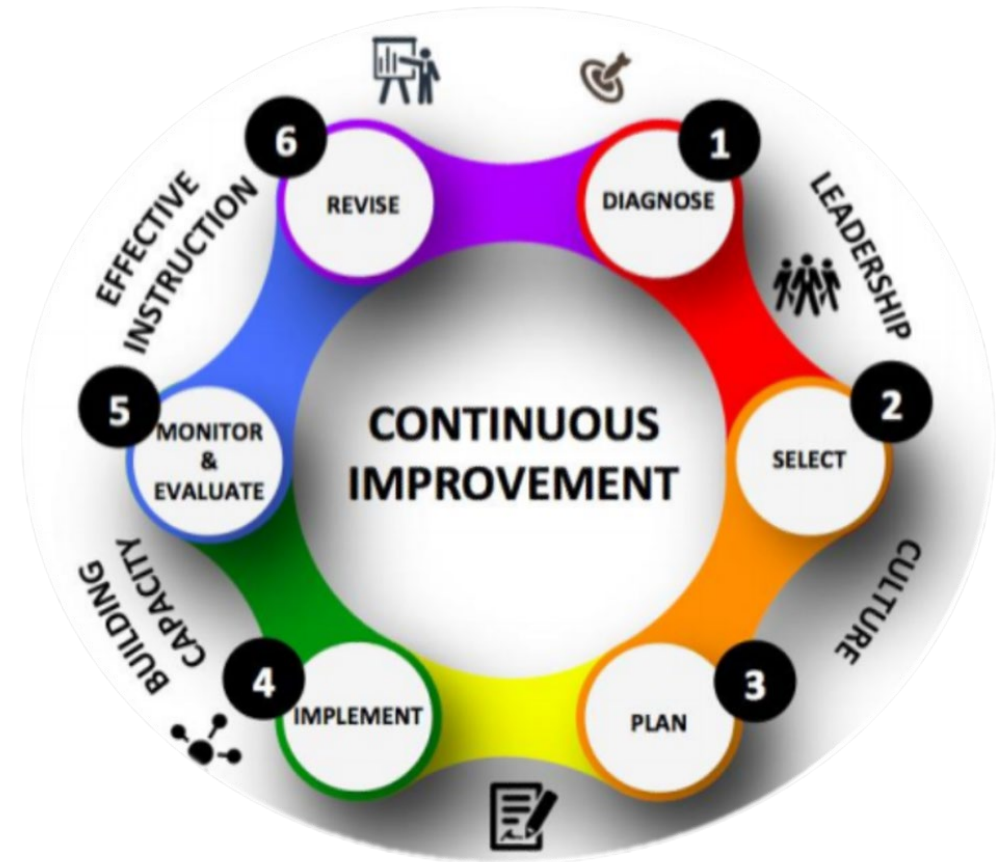 6
REVISE
1
DIAGNOSE
EFFECTIVE
INSTRUCTION
LEADERSHIP
5
MONITOR
&
EVALUATE
CONTINUOUS
IMPROVEMENT
2
SELECT
BUILDING
CAPACITY
CULTURE
4
IMPLEMENT
3
PLAN